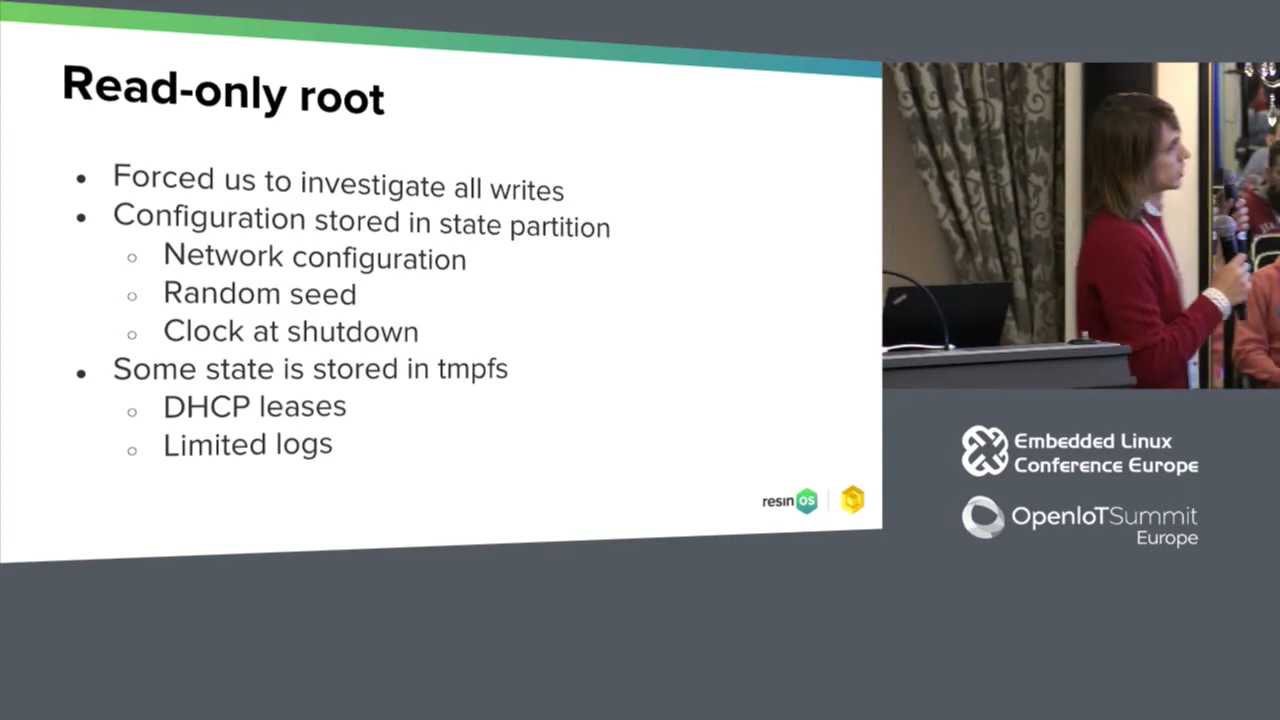 Read-only root
Forced us to investigate all writes
Configuration stored in state partition
Network configuration
Random seed
Clock at shutdown
Some state is stored in tmpfs
DHCP leases
Limited logs
resin OS
Embedded Linux
Conference Europe
OpenIoTSummit
Europe